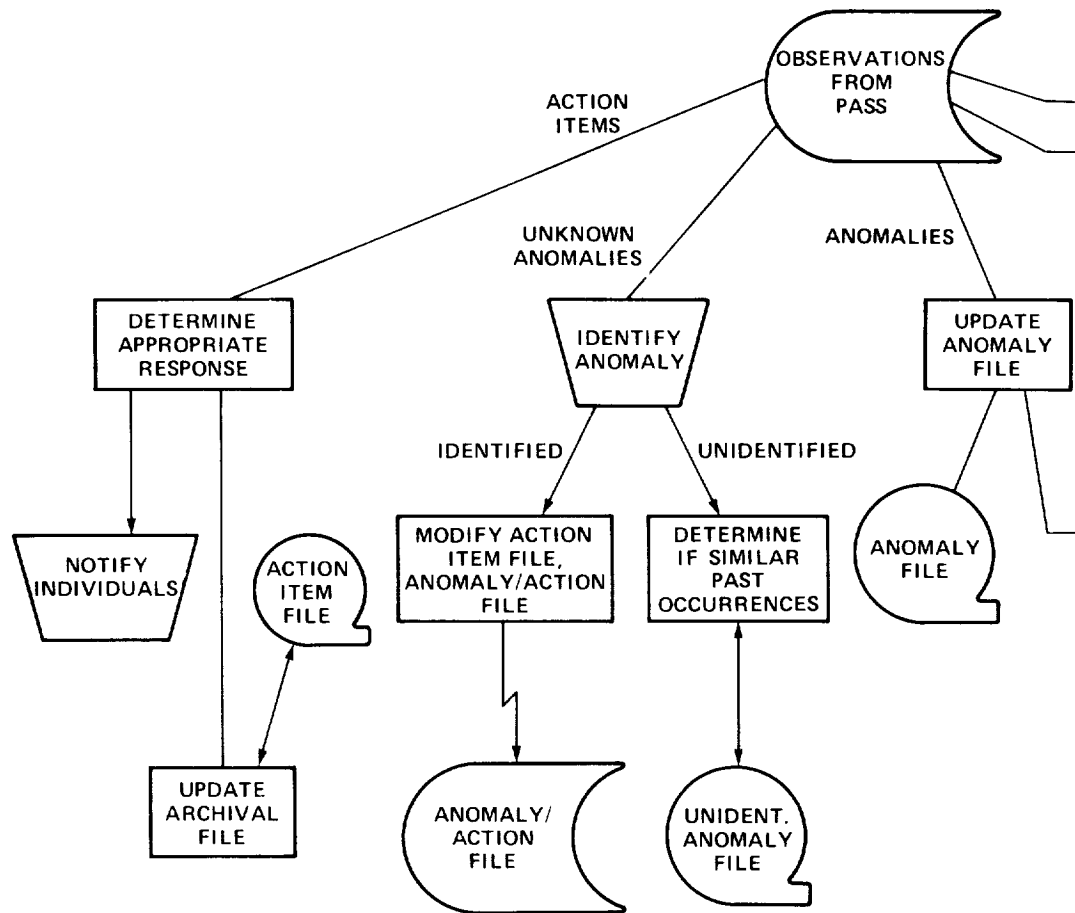 OBSERVATIONS
FROM
PASS
ACTION
ITEMS
UNKNOWN
ANOMALIES
ANOMALIES
DETERMINE
APPROPRIATE
RESPONSE
IDENTIFY
ANOMALY
UPDATE
ANOMALY
FILE
IDENTIFIED
UNIDENTIFIED
NOTIFY
INDIVIDUALS
ACTION
ITEM
FILE
MODIFY ACTION
ITEM FILE,
ANOMALY/ACTION
FILE
DETERMINE
IF SIMILAR
PAST
OCCURRENCES
ANOMALY
FILE
UPDATE
ARCHIVAL
FILE
ANOMALY/
ACTION
FILE
UNIDENT.
ANOMALY
FILE